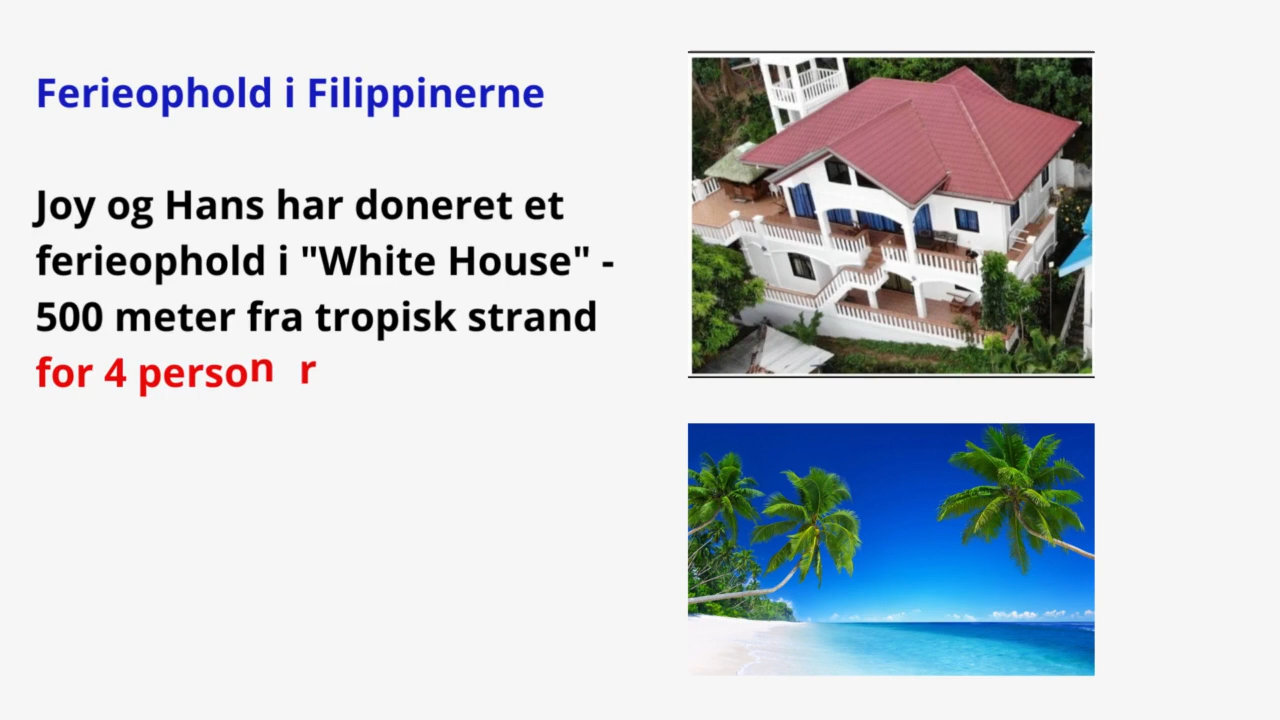 Ferieophold i Filippinerne
Joy og Hans har doneret et
ferieophold i "White House" -
500 meter fra tropisk strand
for 4 person r